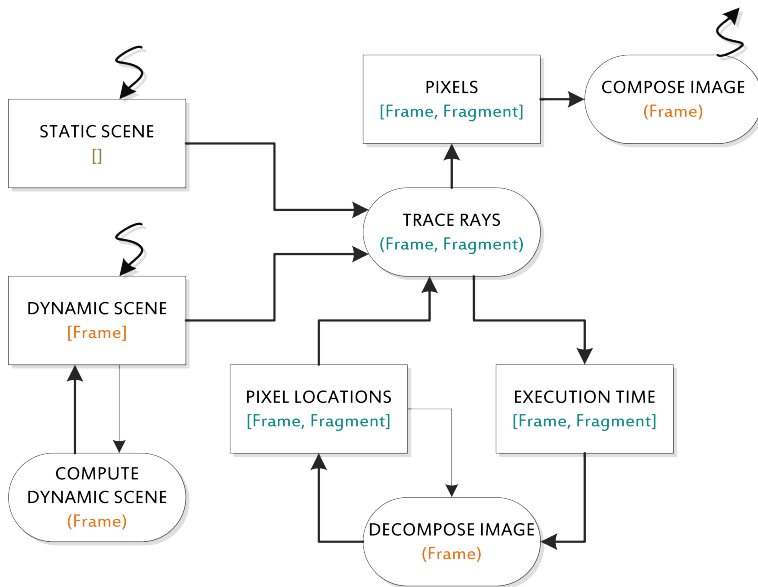 PIXELS
[Frame, Fragment]
COMPOSE IMAGE
(Frame)
STATIC SCENE
[]
TRACE RAYS
(Frame, Fragment)
DYNAMIC SCENE
[Frame]
PIXEL LOCATIONS
[Frame, Fragment]
EXECUTION TIME
[Frame, Fragment]
COMPUTE
DYNAMIC SCENE
(Frame)
DECOMPOSE IMAGE
(Frame)